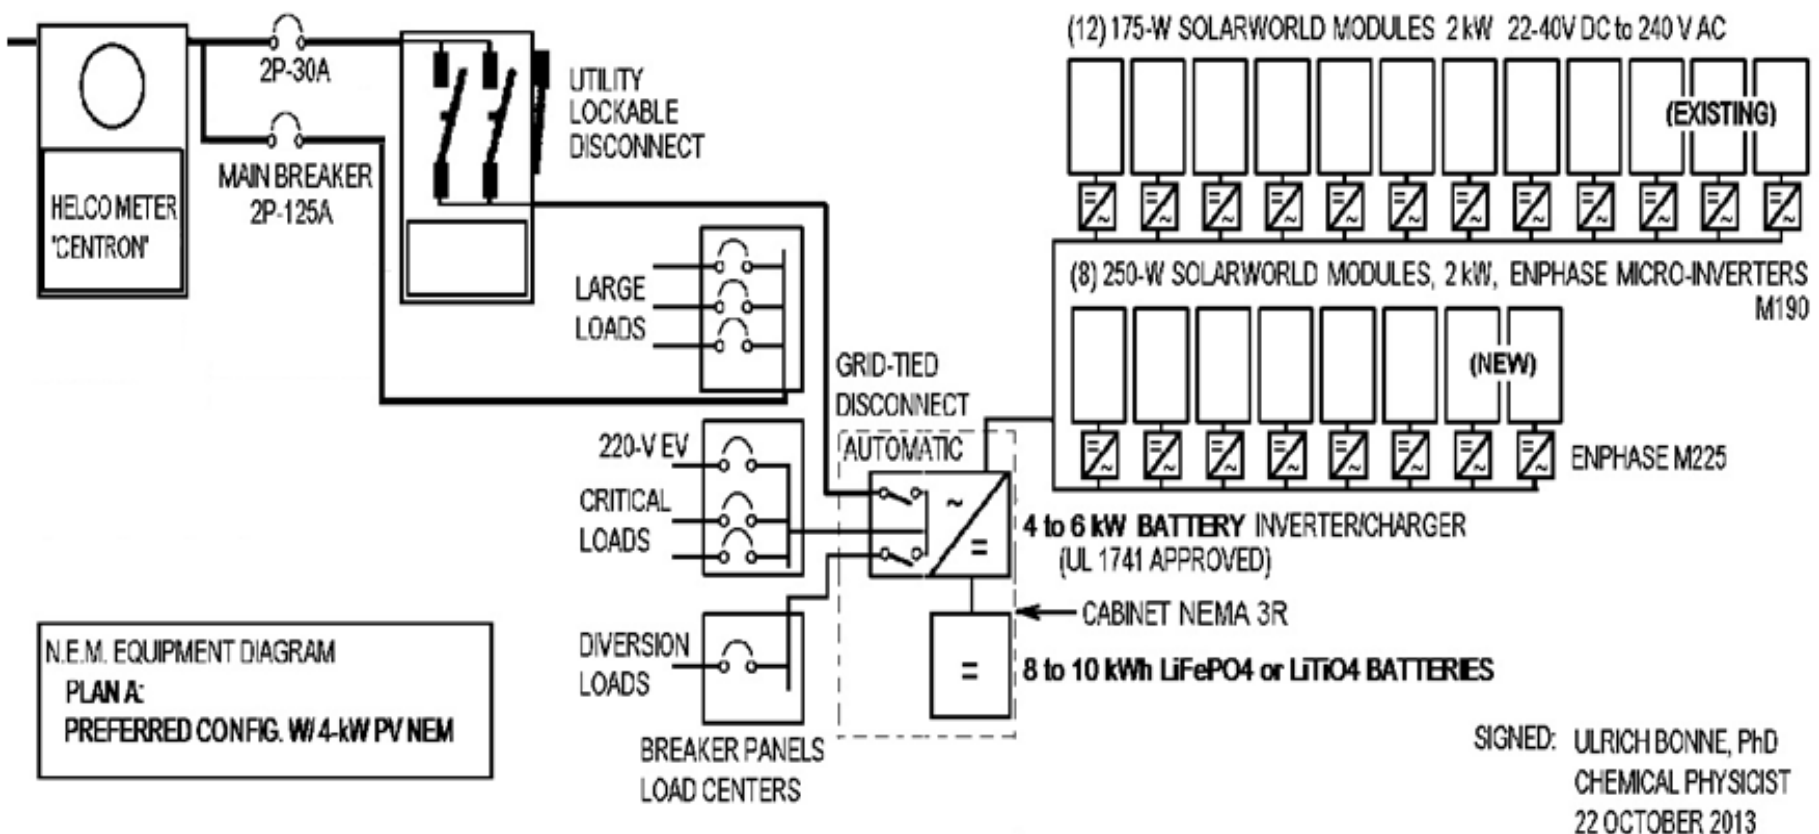 (12) 175-W SOLARWORLD MODULES 2 kW 22-40V DC to 240 V AC
(EXISTING)
2P-30A
UTILITY
LOCKABLE
DISCONNECT
MAIN BREAKER
2P-125A
HELCO METER
"CENTRON"
LARGE
LOADS
(8) 250-W SOLARWORLD MODULES, 2 kW, ENPHASE MICRO-INVERTERS
M190
(NEW)
ENPHASE M225
GRID-TIED
DISCONNECT
AUTOMATIC
220-V EV
CRITICAL
LOADS
4 to 6 kW BATTERY INVERTER/CHARGER
(UL 1741 APPROVED)
CABINET NEMA 3R
8 to 10 kWh LiFePO4 or LiTiO4 BATTERIES
DIVERSION
LOADS
BREAKER PANELS
LOAD CENTERS
N.E.M. EQUIPMENT DIAGRAM
PLAN A:
PREFERRED CONFIG. W/ 4-kW PV NEM
SIGNED: ULRICH BONNE, PhD
CHEMICAL PHYSICIST
22 OCTOBER 2013